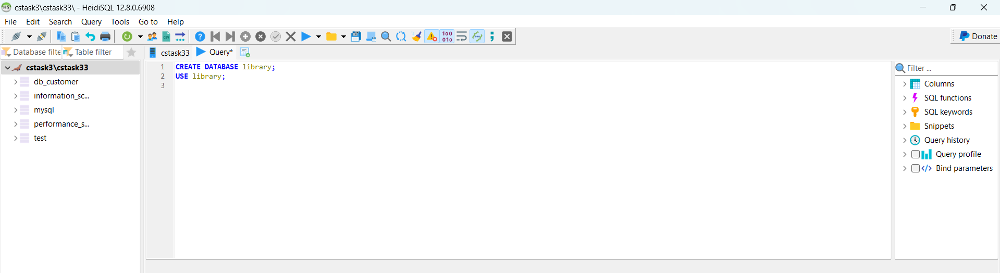 cstask3\cstask33\ - HeidiSQL 12.8.0.6908
File Edit Search Query Tools Go to Help
Donate
Database filte Table filter
cstask33 Query*
cstask3\cstask33
db_customer
information_sc...
mysql
performance_s...
test
1 CREATE DATABASE library;
2 USE library;
3
Filter ...
Columns
SQL functions
SQL keywords
Snippets
Query history
Query profile
Bind parameters